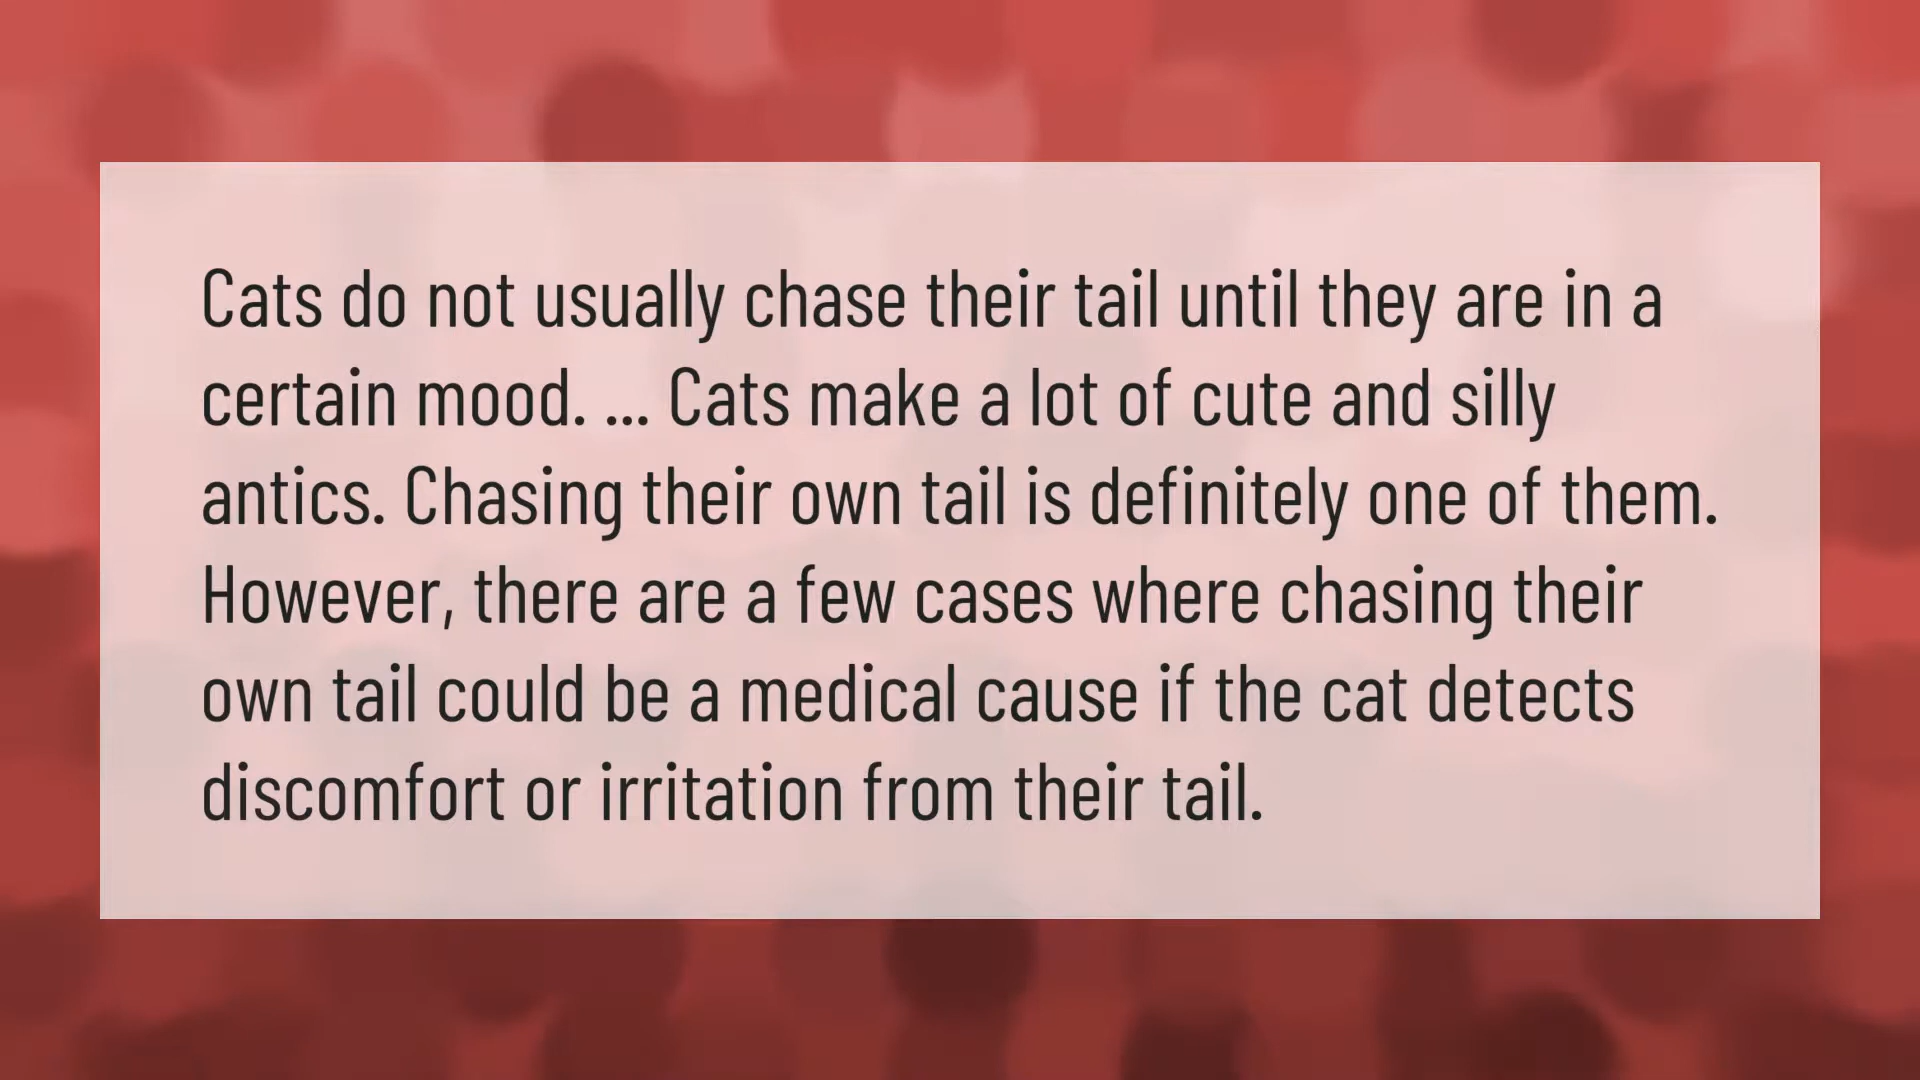 Cats do not usually chase their tail until they are in a
certain mood. ... Cats make a lot of cute and silly
antics. Chasing their own tail is definitely one of them.
However, there are a few cases where chasing their
own tail could be a medical cause if the cat detects
discomfort or irritation from their tail.